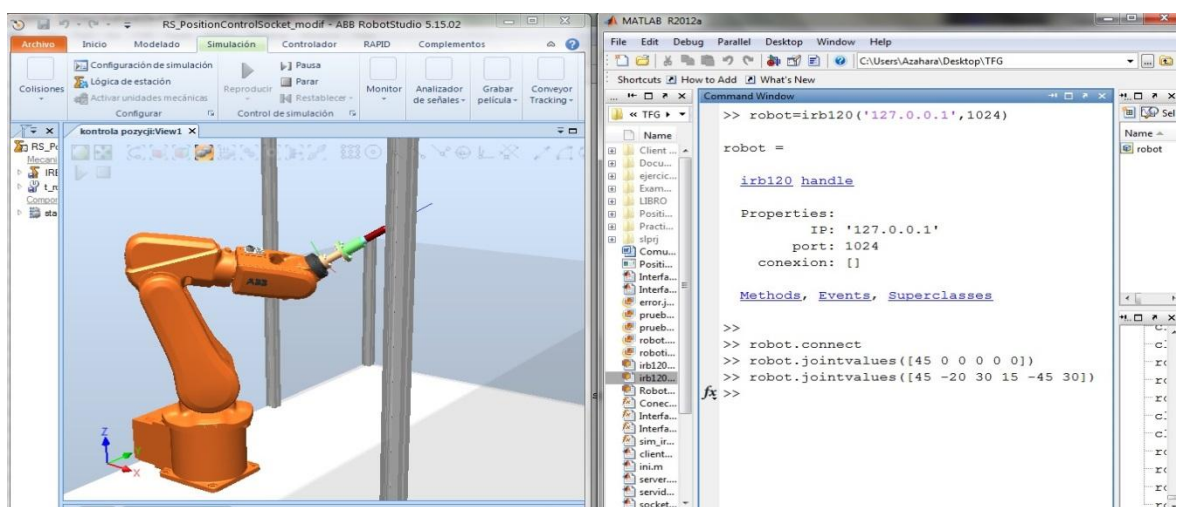 RS_PositionControlSocket_modif - ABB RobotStudio 5.15.02
Archivo Inicio Modelado Simulación Controlador RAPID Complementos
Colisiones
Configuración de simulación
Lógica de estación
Activar unidades mecánicas
Configurar
Reproducir
Pausa
Parar
Restablecer
Control de simulación
Monitor
Analizador de señales
Grabar película
Conveyor Tracking
kontrola pozycji:View1
RS_Po
Mecani
IRB
t_n
Compor
sta
ABB
Z
X
MATLAB R2012a
File Edit Debug Parallel Desktop Window Help
C:\Users\Azahara\Desktop\TFG
Shortcuts How to Add What's New
« TFG
Name
Client ...
Docu...
ejercic...
Exam...
LIBRO
Positi...
Practi...
slprj
Comu...
Positi...
Interfa...
Interfa...
error.j...
prueb...
prueb...
robot....
roboti...
irb120...
irb120...
Robot...
Conec...
Interfa...
Interfa...
sim_ir...
client...
ini.m
server....
servid...
socket...
Command Window
>> robot=irb120('127.0.0.1',1024)
robot =
irb120 handle
Properties:
IP: '127.0.0.1'
port: 1024
conexion: []
Methods, Events, Superclasses
>>
>> robot.connect
>> robot.jointvalues([45 0 0 0 0 0])
>> robot.jointvalues([45 -20 30 15 -45 30])
fx >>
Sel
Name
robot